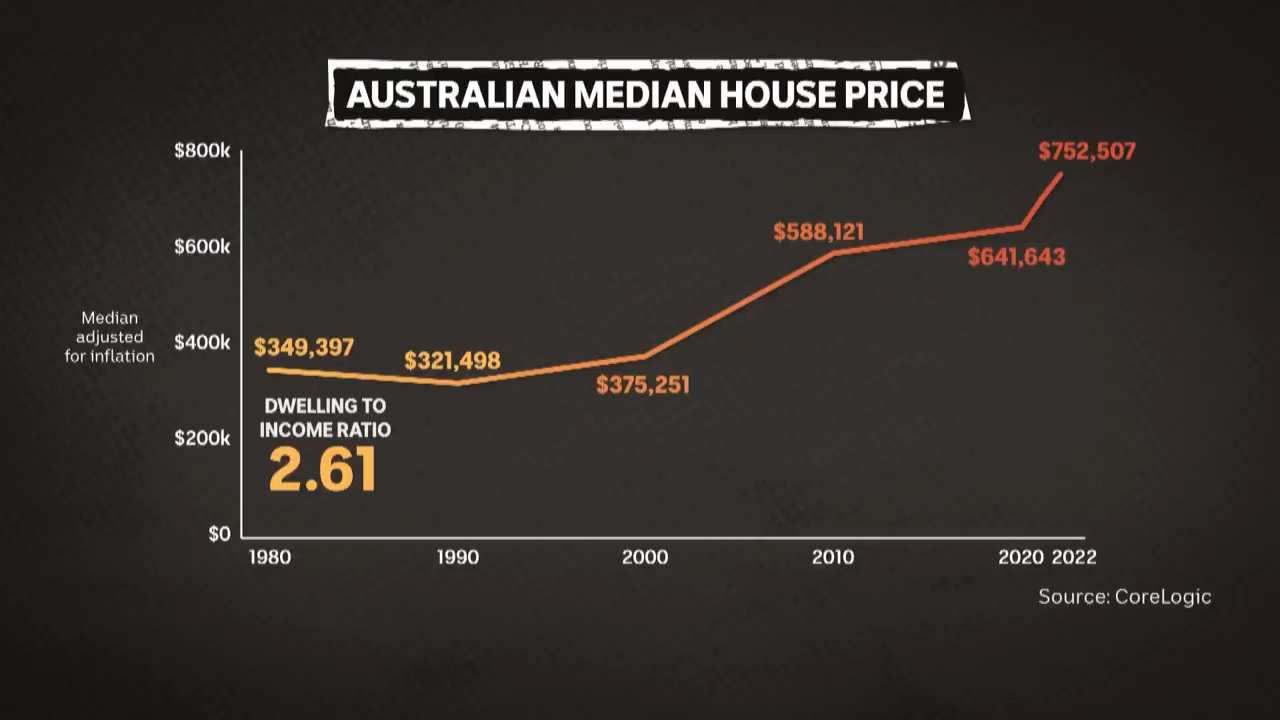 AUSTRALIAN MEDIAN HOUSE PRICE
$800k
$752,507
$600k
$588,121
$641,643
Median
adjusted
for inflation
$400k
$349,397
$321,498
$375,251
DWELLING TO
INCOME RATIO
2.61
$200k
$0
1980 1990 2000 2010 2020 2022
Source: CoreLogic